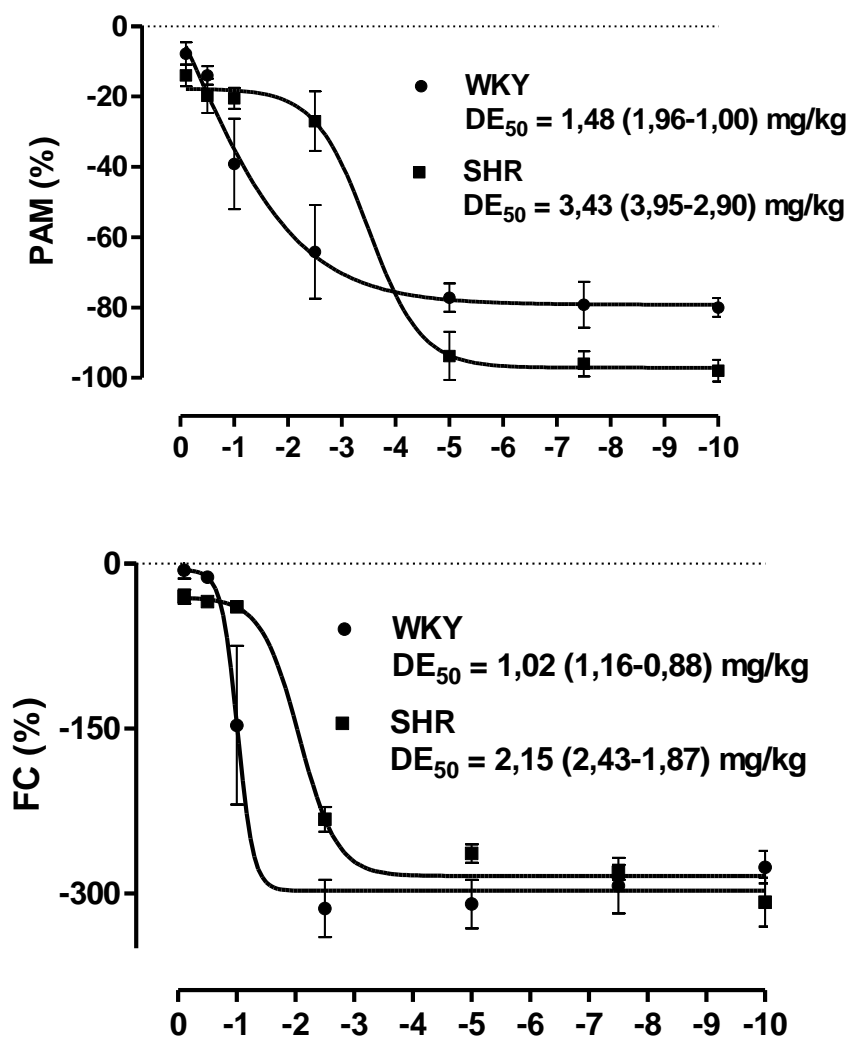 0
-20
-40
-60
-80
-100
PAM (%)
WKY
DE50 = 1,48 (1,96-1,00) mg/kg
SHR
DE50 = 3,43 (3,95-2,90) mg/kg
0 -1 -2 -3 -4 -5 -6 -7 -8 -9 -10
0
-150
-300
FC (%)
WKY
DE50 = 1,02 (1,16-0,88) mg/kg
SHR
DE50 = 2,15 (2,43-1,87) mg/kg
0 -1 -2 -3 -4 -5 -6 -7 -8 -9 -10